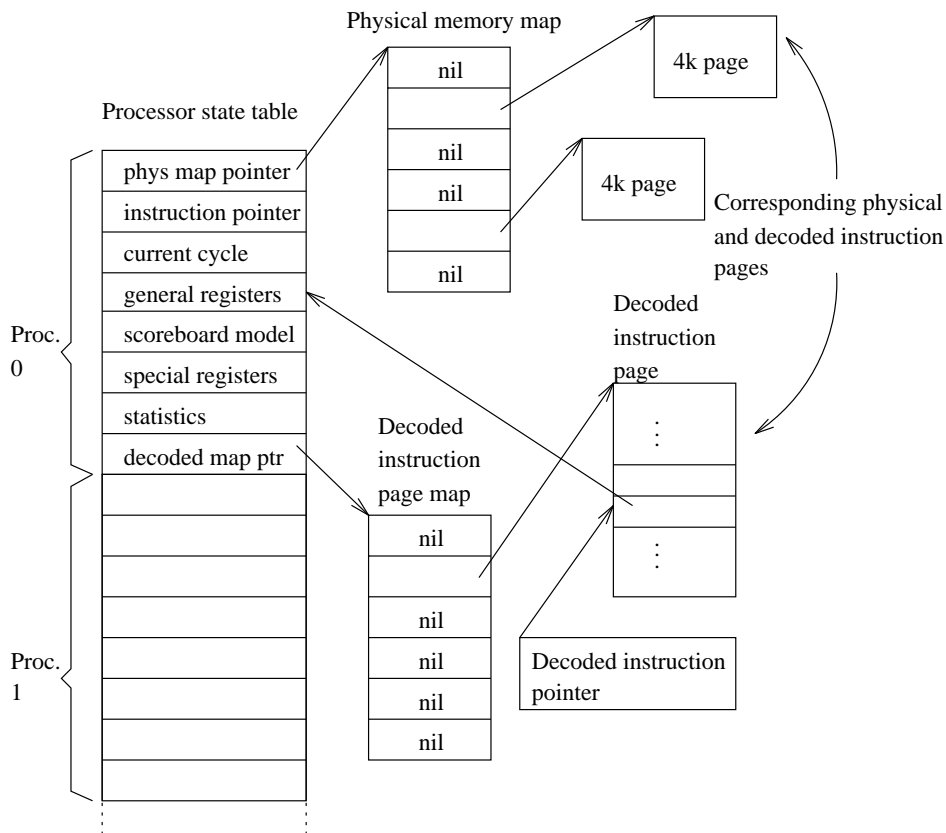 Physical memory map
nil
nil
nil
nil
4k page
4k page
Corresponding physical
and decoded instruction
pages
Processor state table
phys map pointer
instruction pointer
current cycle
general registers
scoreboard model
special registers
statistics
decoded map ptr
Proc.
0
Proc.
1
Decoded
instruction
page map
nil
nil
nil
nil
nil
Decoded
instruction
page
Decoded instruction
pointer